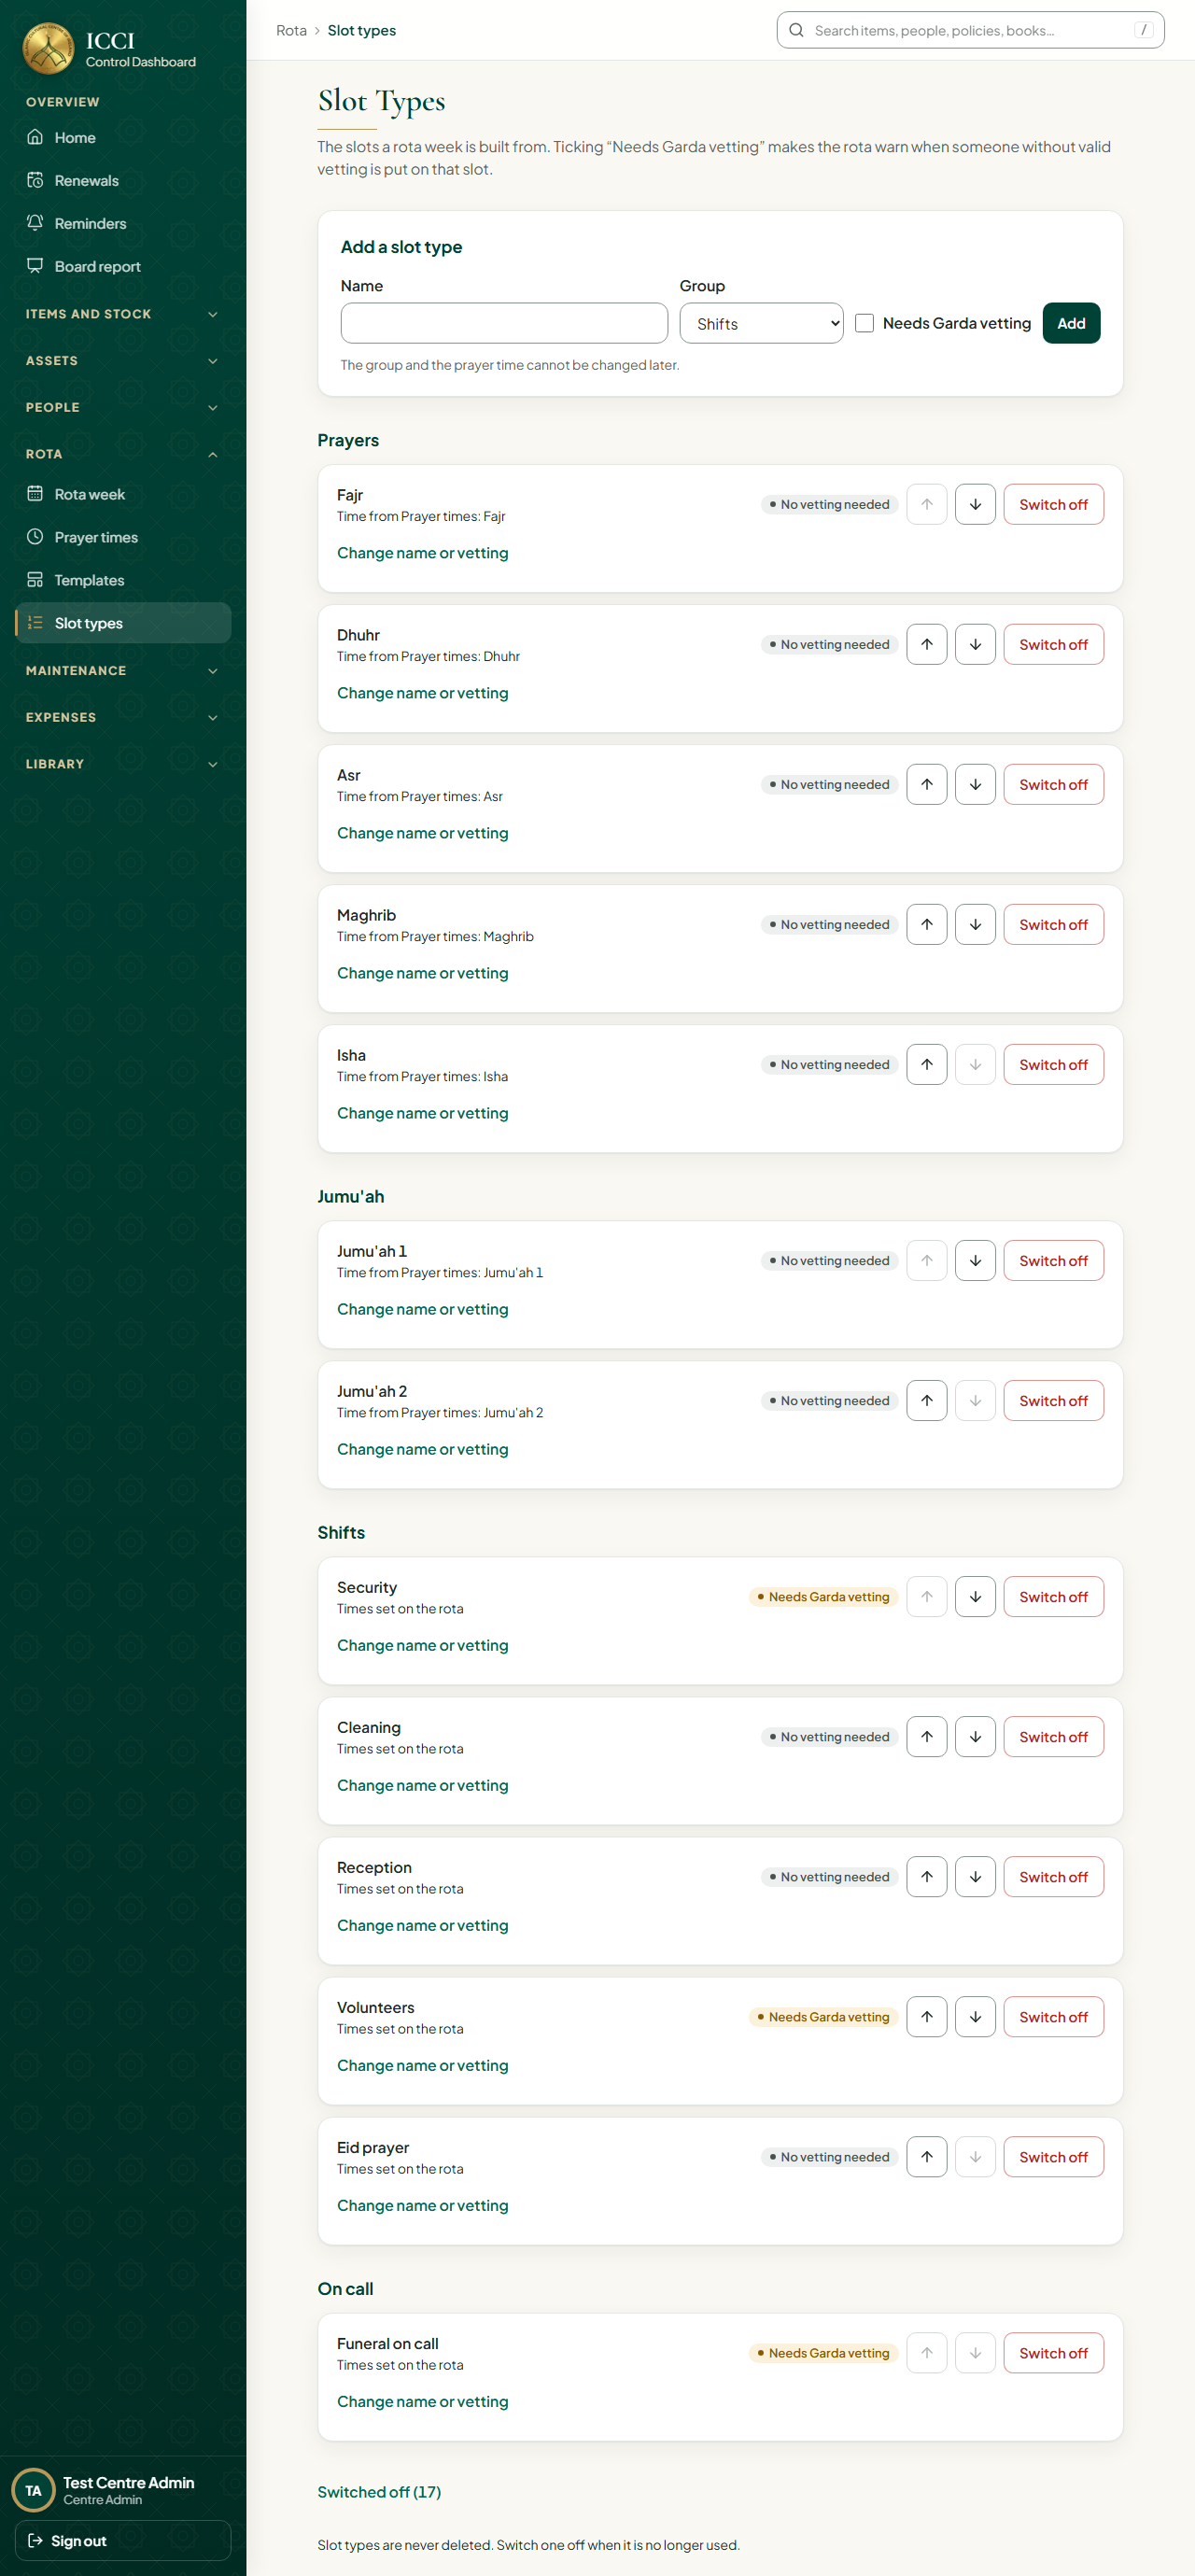 ICCI
Control Dashboard
OVERVIEW
Home
Renewals
Reminders
Board report
ITEMS AND STOCK
ASSETS
PEOPLE
ROTA
Rota week
Prayer times
Templates
Slot types
MAINTENANCE
EXPENSES
LIBRARY
TA
Test Centre Admin
Centre Admin
Sign out
Rota > Slot types
Search items, people, policies, books... /
Slot Types
The slots a rota week is built from. Ticking “Needs Garda vetting” makes the rota warn when someone without valid
vetting is put on that slot.
Add a slot type
Name Group
Shifts Needs Garda vetting Add
The group and the prayer time cannot be changed later.
Prayers
Fajr
Time from Prayer times: Fajr
No vetting needed Switch off
Change name or vetting
Dhuhr
Time from Prayer times: Dhuhr
No vetting needed Switch off
Change name or vetting
Asr
Time from Prayer times: Asr
No vetting needed Switch off
Change name or vetting
Maghrib
Time from Prayer times: Maghrib
No vetting needed Switch off
Change name or vetting
Isha
Time from Prayer times: Isha
No vetting needed Switch off
Change name or vetting
Jumu'ah
Jumu'ah 1
Time from Prayer times: Jumu'ah 1
No vetting needed Switch off
Change name or vetting
Jumu'ah 2
Time from Prayer times: Jumu'ah 2
No vetting needed Switch off
Change name or vetting
Shifts
Security
Times set on the rota
Needs Garda vetting Switch off
Change name or vetting
Cleaning
Times set on the rota
No vetting needed Switch off
Change name or vetting
Reception
Times set on the rota
No vetting needed Switch off
Change name or vetting
Volunteers
Times set on the rota
Needs Garda vetting Switch off
Change name or vetting
Eid prayer
Times set on the rota
No vetting needed Switch off
Change name or vetting
On call
Funeral on call
Times set on the rota
Needs Garda vetting Switch off
Change name or vetting
Switched off (17)
Slot types are never deleted. Switch one off when it is no longer used.